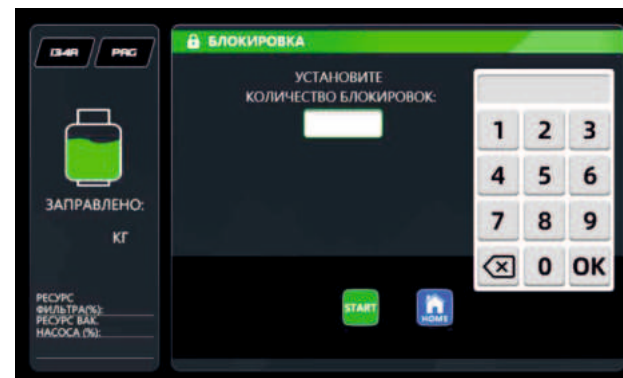 134A PAG
БЛОКИРОВКА
УСТАНОВИТЕ
КОЛИЧЕСТВО БЛОКИРОВОК:
1 2 3
4 5 6
7 8 9
0 OK
ЗАПРАВЛЕНО:
КГ
РЕСУРС
ФИЛЬТРА(%):
РЕСУРС ВАК.
НАСОСА (%):
START
HOME